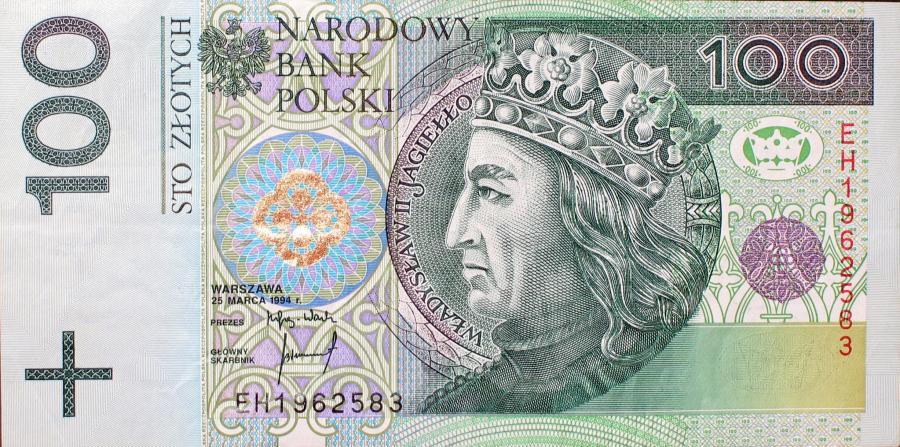 100
STO ZŁOTYCH
NARODOWY
BANK
POLSKI
100
EH1962583
WŁADYSŁAW II JAGIEŁŁO
WARSZAWA
25 MARCA 1994 r.
PREZES
GŁÓWNY
SKARBNIK
EH1962583